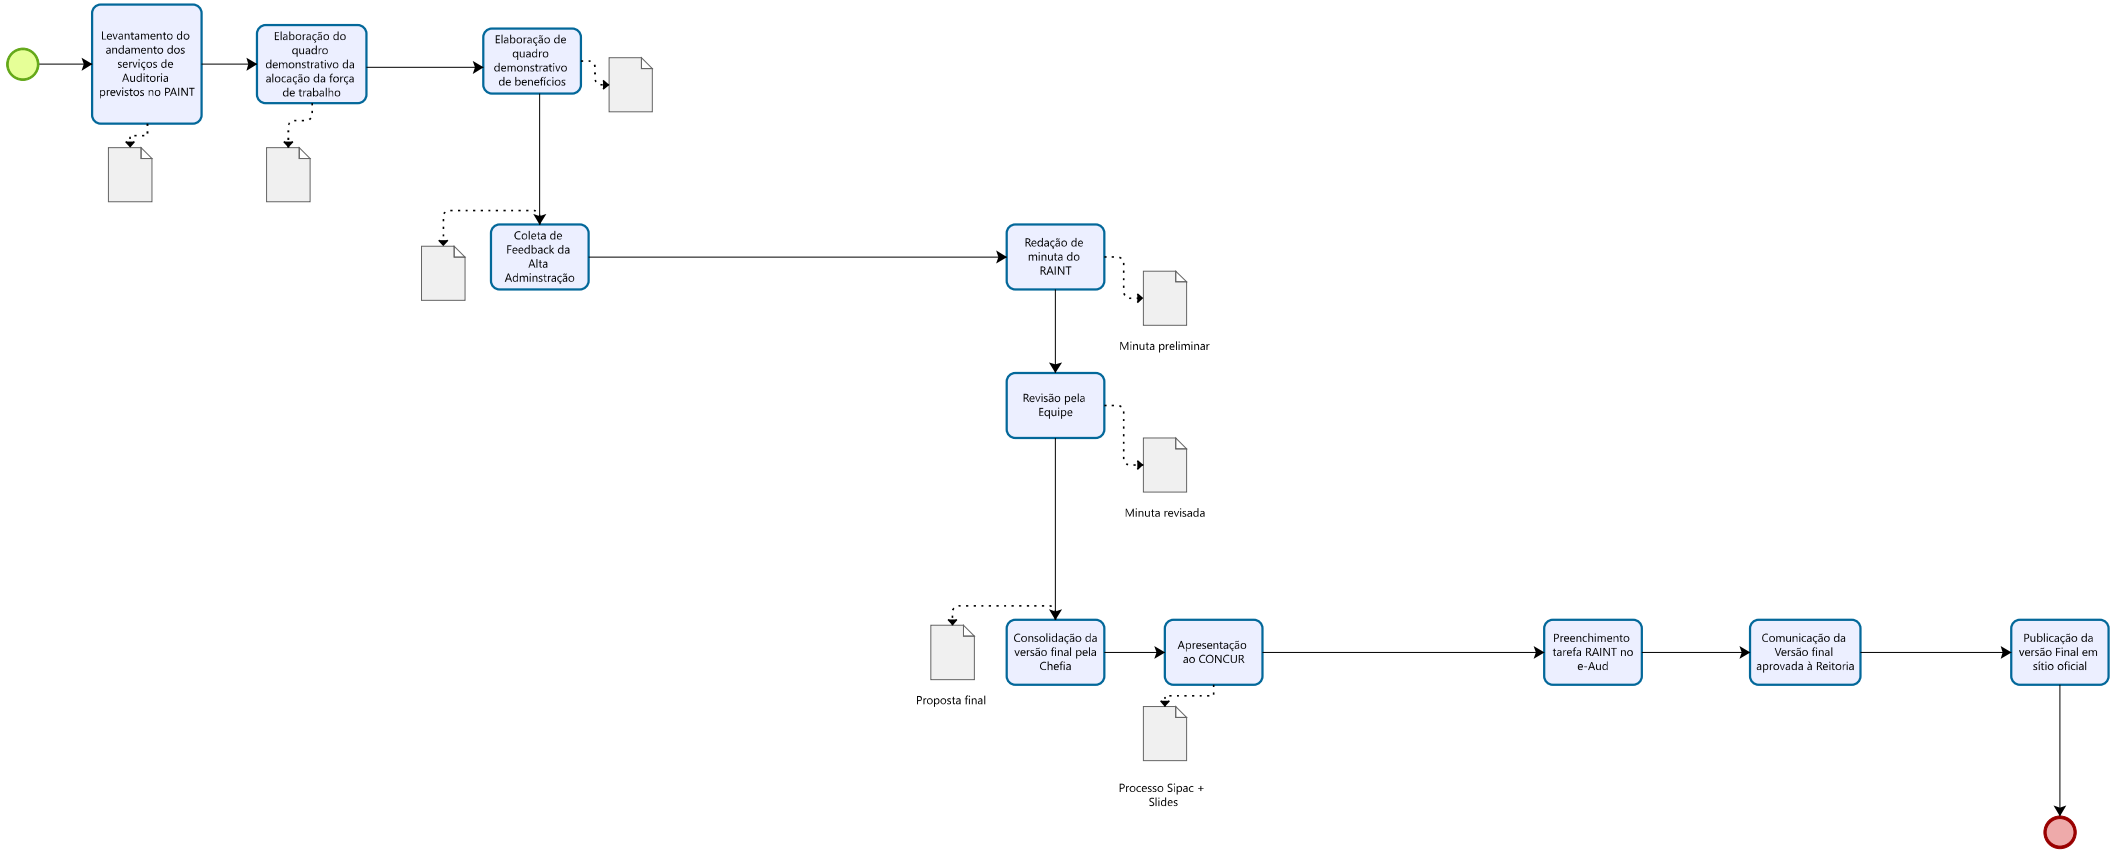 Levantamento do
andamento dos
serviços de
Auditoria
previstos no PAINT
Elaboração do
quadro
demonstrativo da
alocação da força
de trabalho
Elaboração de
quadro
demonstrativo
de benefícios
Coleta de
Feedback da
Alta
Adminstração
Redação de
minuta do
RAINT
Minuta preliminar
Revisão pela
Equipe
Minuta revisada
Consolidação da
versão final pela
Chefia
Proposta final
Apresentação
ao CONCUR
Processo Sipac +
Slides
Preenchimento
tarefa RAINT no
e-Aud
Comunicação da
Versão final
aprovada à Reitoria
Publicação da
versão Final em
sítio oficial